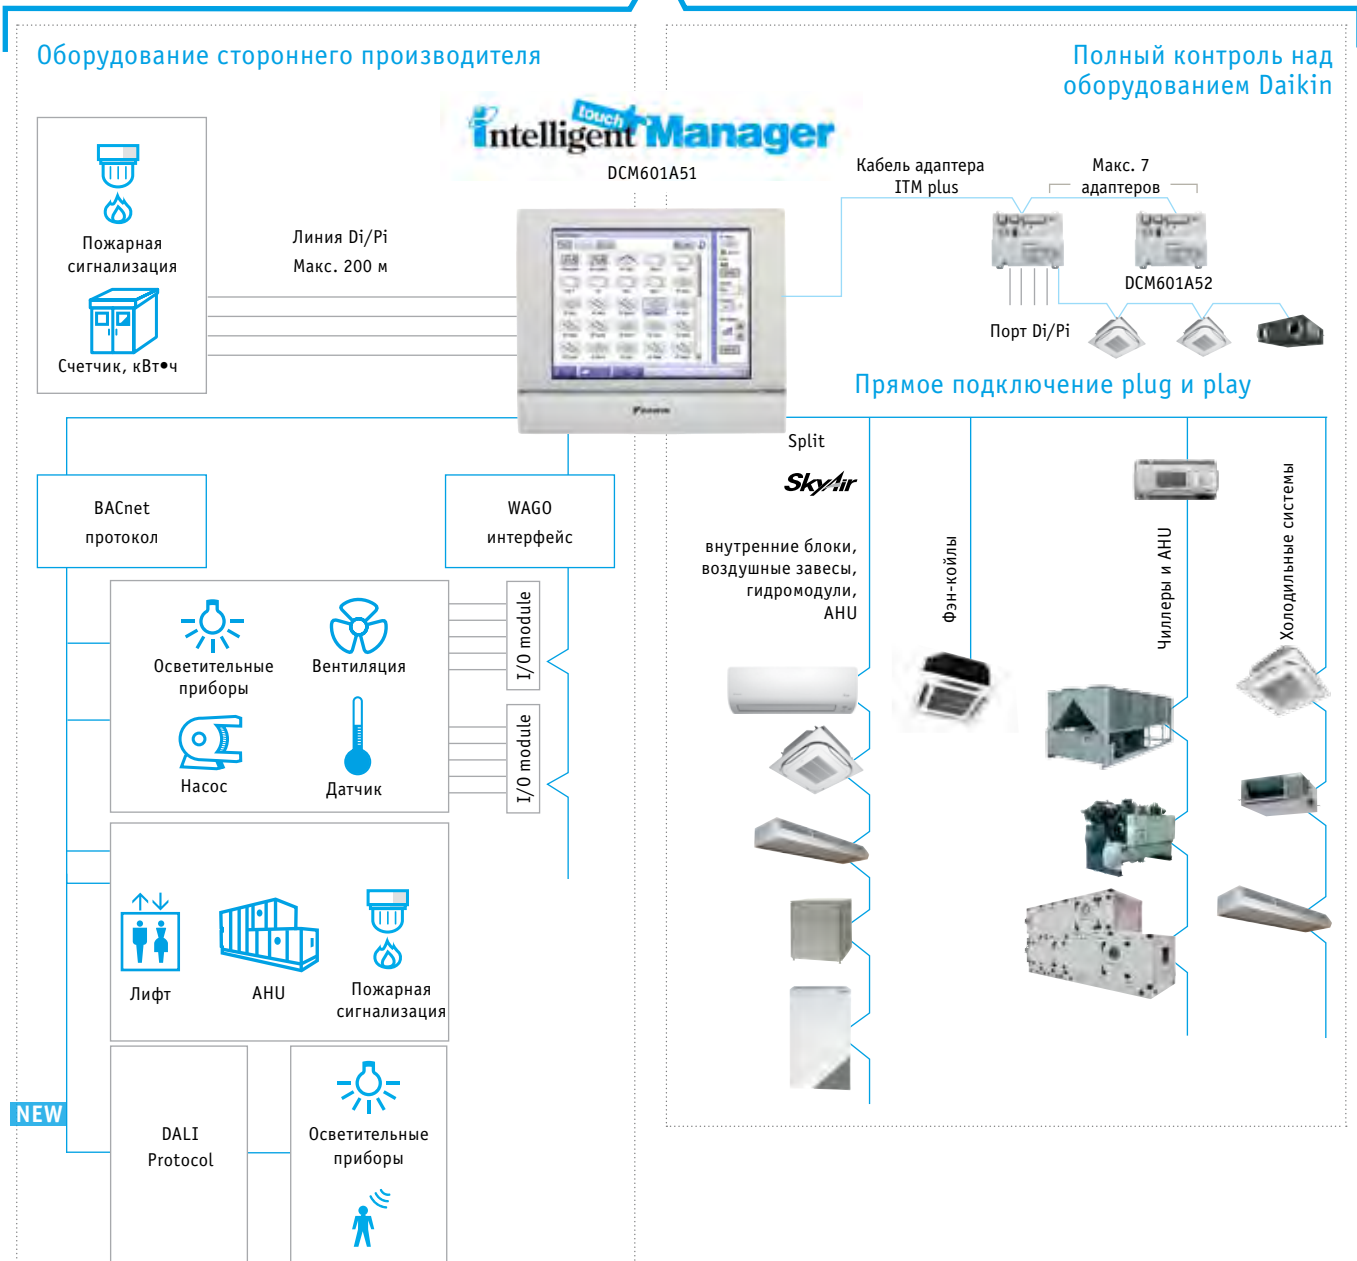 Оборудование стороннего производителя
Полный контроль над
оборудованием Daikin
touch
intelligent Manager
DCM601A51
Пожарная
сигнализация
Счетчик, кВт•ч
Линия Di/Pi
Макс. 200 м
Кабель адаптера
ITM plus
Макс. 7
адаптеров
DCM601A52
Порт Di/Pi
DAIKIN
Прямое подключение plug и play
BACnet
протокол
WAGO
интерфейс
Split
SkyAir
внутренние блоки,
воздушные завесы,
гидромодули,
AHU
Фэн-койлы
Чиллеры и AHU
Холодильные системы
Осветительные
приборы
Вентиляция
Насос
Датчик
I/O module
I/O module
Лифт
AHU
Пожарная
сигнализация
NEW
DALI
Protocol
Осветительные
приборы